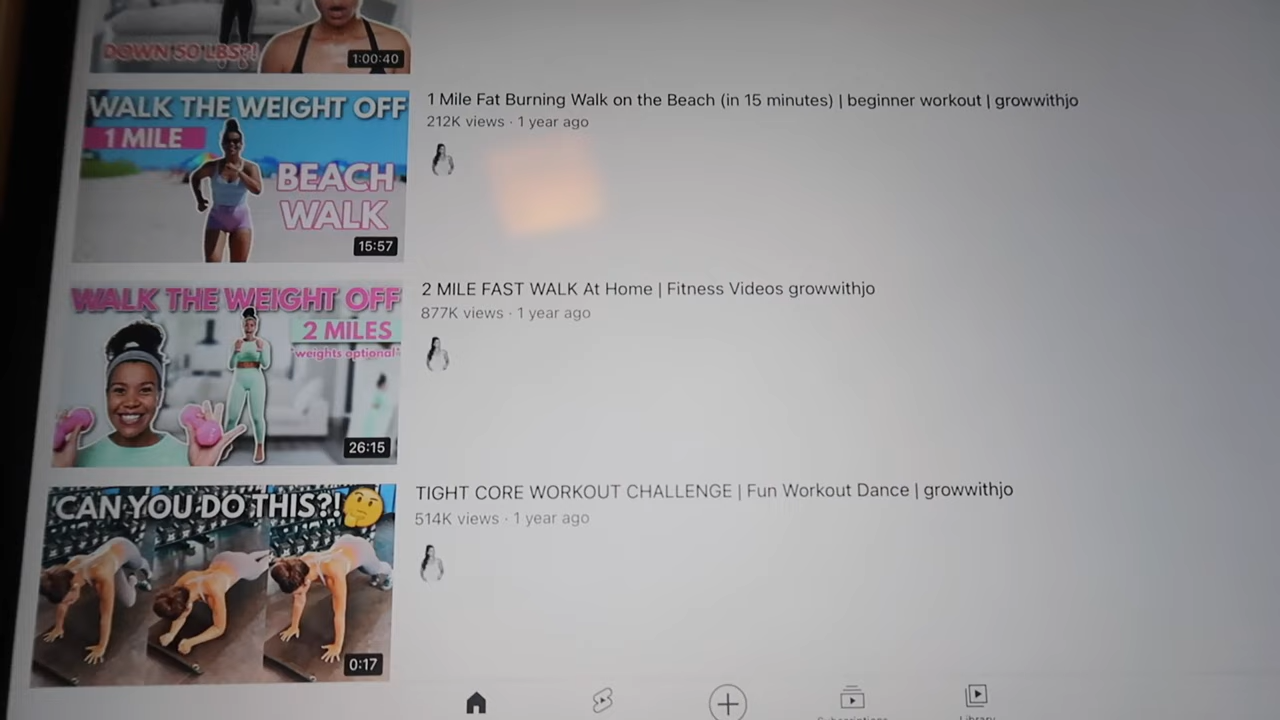 DOWN 50 LBS?!
1:00:40
WALK THE WEIGHT OFF
1 MILE
BEACH
WALK
15:57
1 Mile Fat Burning Walk on the Beach (in 15 minutes) | beginner workout | growwithjo
212K views · 1 year ago
WALK THE WEIGHT OFF
2 MILES
*weights optional*
26:15
2 MILE FAST WALK At Home | Fitness Videos growwithjo
877K views · 1 year ago
CAN YOU DO THIS?!
0:17
TIGHT CORE WORKOUT CHALLENGE | Fun Workout Dance | growwithjo
514K views · 1 year ago
Subscriptions
Library